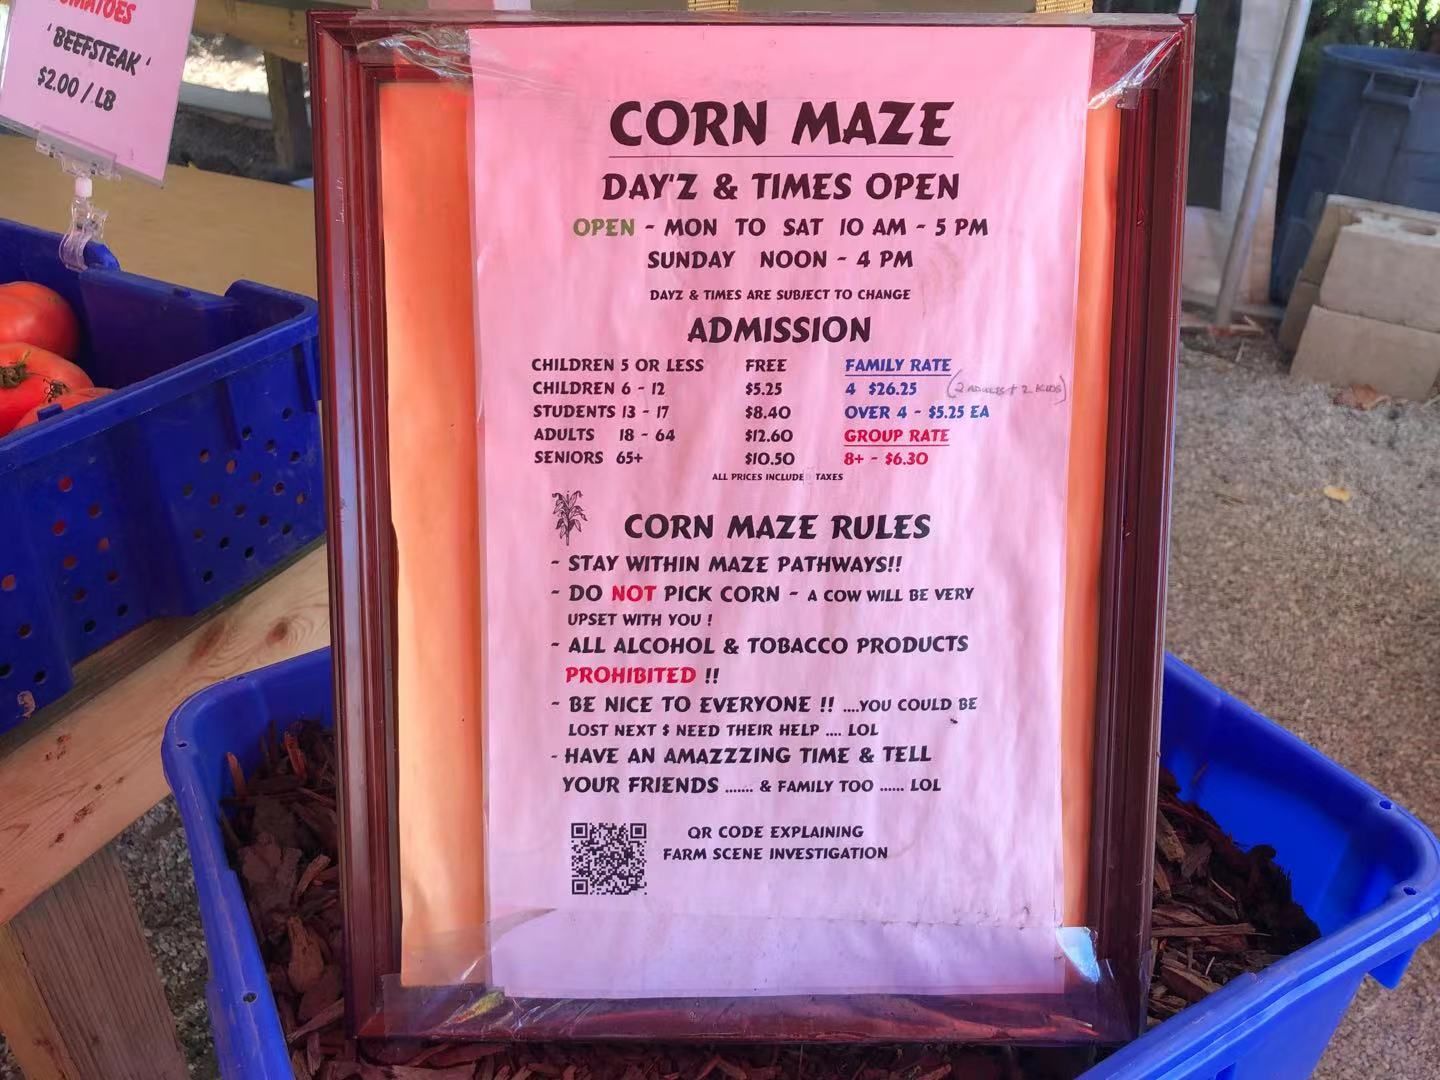 TOMATOES
'BEEFSTEAK'
$2.00 / LB
CORN MAZE
DAY'Z & TIMES OPEN
OPEN - MON TO SAT 10 AM - 5 PM
SUNDAY NOON - 4 PM
DAYZ & TIMES ARE SUBJECT TO CHANGE
ADMISSION
CHILDREN 5 OR LESS FREE FAMILY RATE
CHILDREN 6 - 12 $5.25 4 $26.25 (2 ADULTS + 2 KIDS)
STUDENTS 13 - 17 $8.40 OVER 4 - $5.25 EA
ADULTS 18 - 64 $12.60 GROUP RATE
SENIORS 65+ $10.50 8+ - $6.30
ALL PRICES INCLUDED TAXES
CORN MAZE RULES
- STAY WITHIN MAZE PATHWAYS!!
- DO NOT PICK CORN - A COW WILL BE VERY
UPSET WITH YOU !
- ALL ALCOHOL & TOBACCO PRODUCTS
PROHIBITED !!
- BE NICE TO EVERYONE !! ....YOU COULD BE
LOST NEXT $ NEED THEIR HELP .... LOL
- HAVE AN AMAZZZING TIME & TELL
YOUR FRIENDS ....... & FAMILY TOO ...... LOL
QR CODE EXPLAINING
FARM SCENE INVESTIGATION